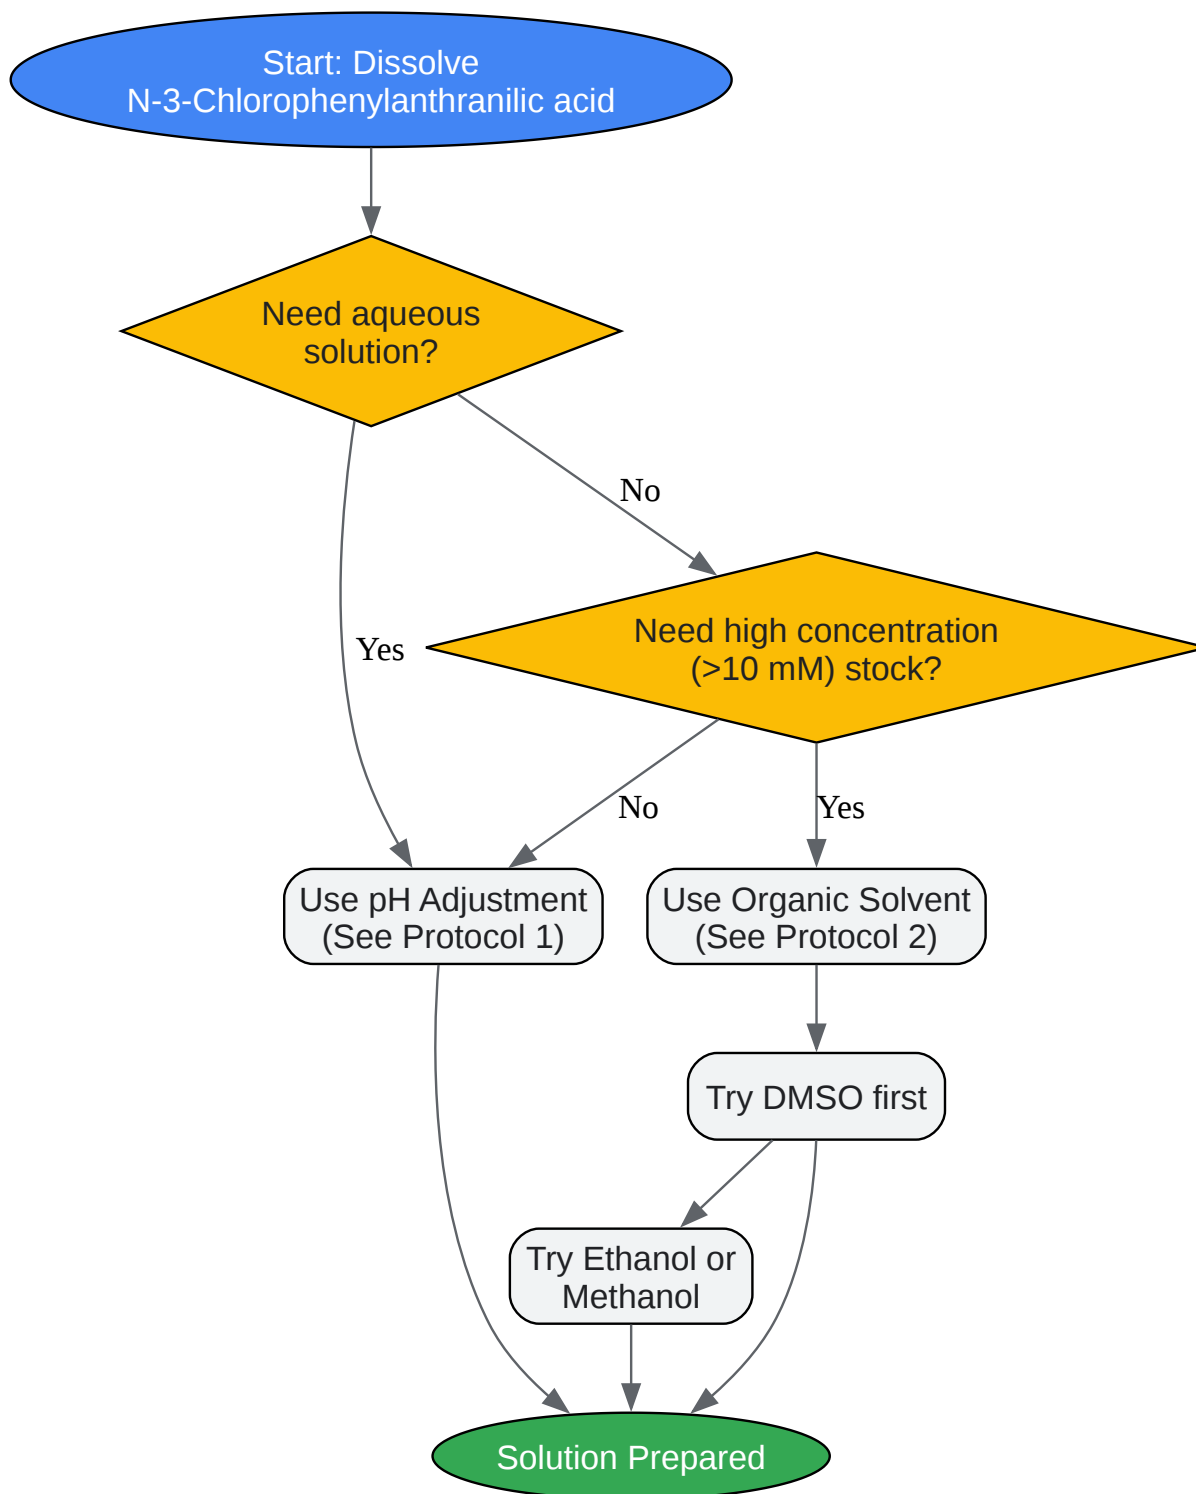 Start: Dissolve
N-3-Chlorophenylanthranilic acid
Need aqueous
solution?
No
Yes
Need high concentration
(>10 mM) stock?
No
Yes
Use pH Adjustment
(See Protocol 1)
Use Organic Solvent
(See Protocol 2)
Try DMSO first
Try Ethanol or
Methanol
Solution Prepared